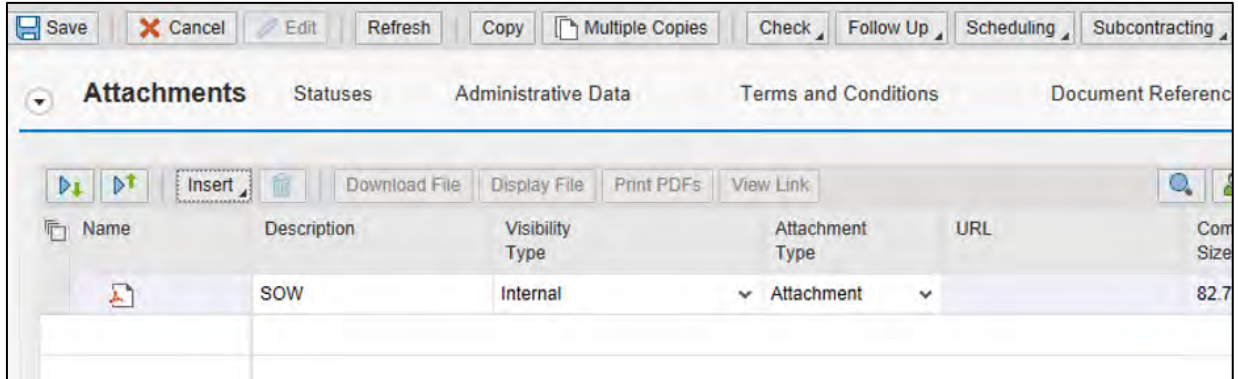 Save Cancel Edit Refresh Copy Multiple Copies Check Follow Up Scheduling Subcontracting
Attachments Statuses Administrative Data Terms and Conditions Document Referenc
Insert Download File Display File Print PDFs View Link
Name Description Visibility Attachment URL Com
Type Type Size
SOW Internal Attachment 82.7